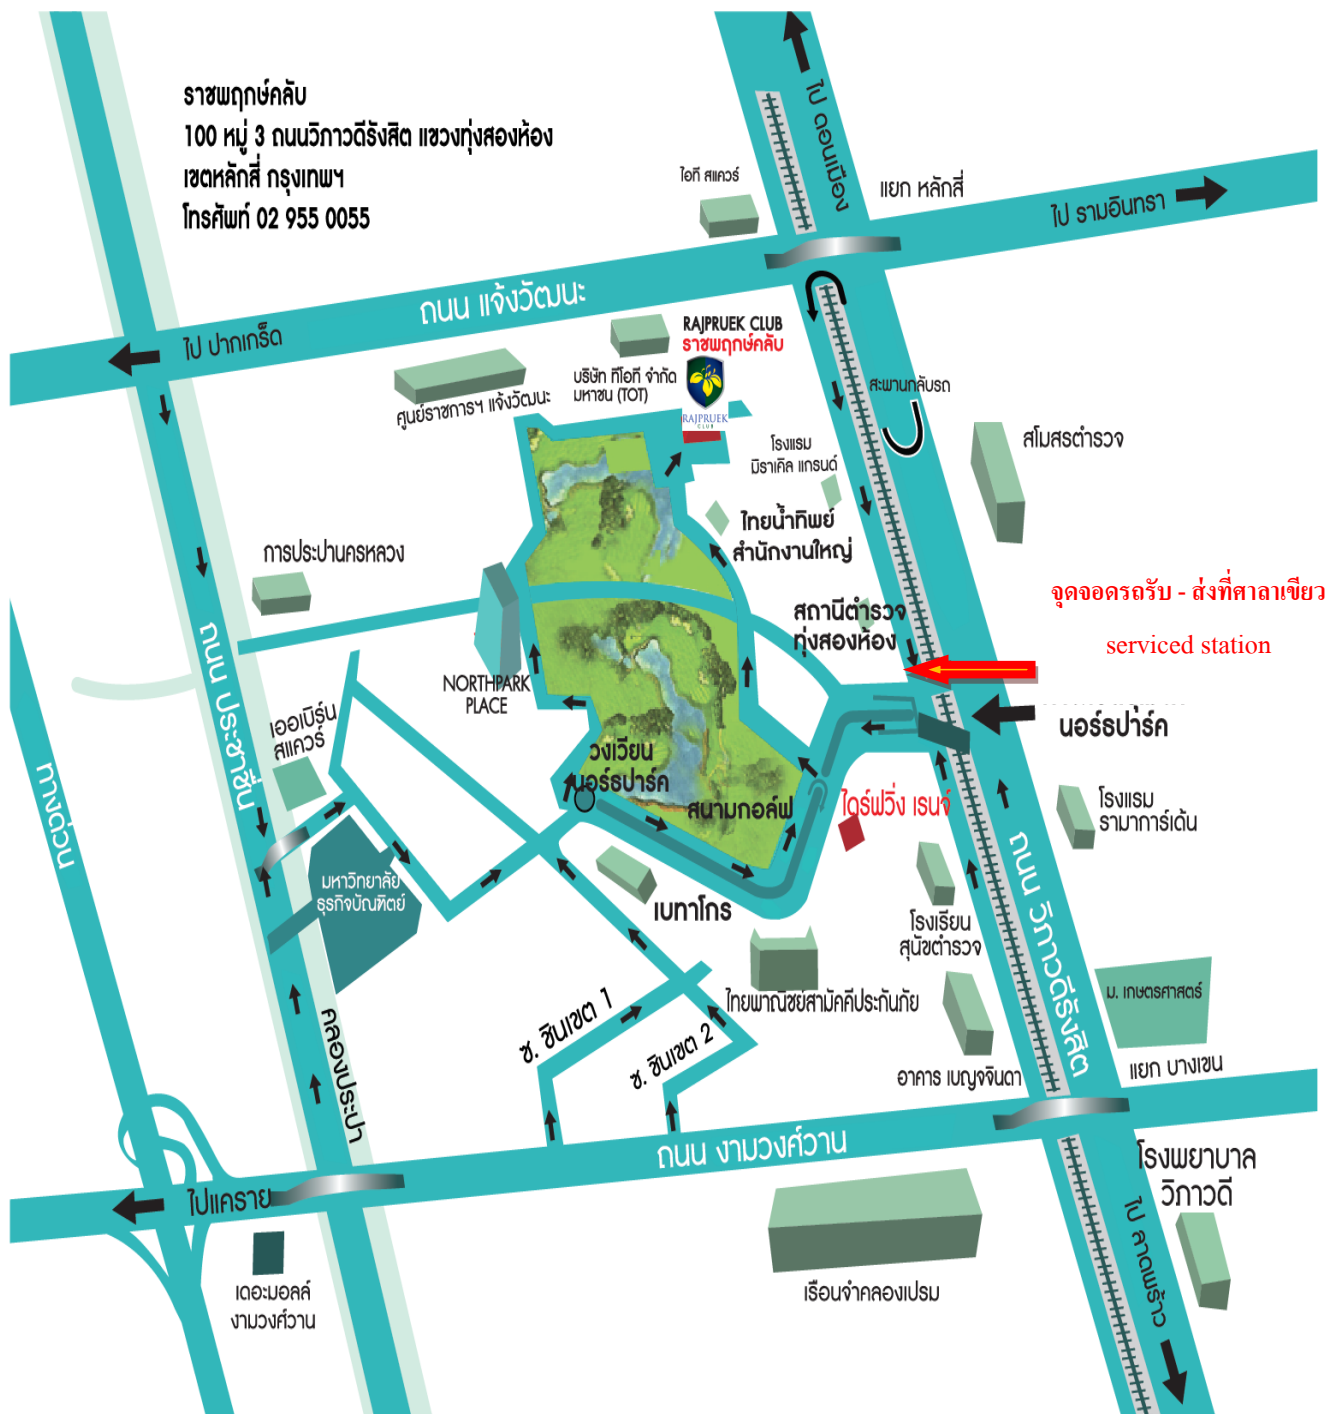 ราชพฤกษ์คลับ
100 หมู่ 3 ถนนวิภาวดีรังสิต แขวงทุ่งสองห้อง
เขตหลักสี่ กรุงเทพฯ
โทรศัพท์ 02 955 0055
ไป ดอนเมือง
ไอที สแควร์
แยก หลักสี่
ไป รามอินทรา
ถนน แจ้งวัฒนะ
ไป ปากเกร็ด
RAJPRUEK CLUB
ราชพฤกษ์คลับ
บริษัท ทีโอที จำกัด
มหาชน (TOT)
ศูนย์ราชการฯ แจ้งวัฒนะ
RAJPRUEK
CLUB
สะพานกลับรถ
สโมสรตำรวจ
โรงแรม
มิราเคิล แกรนด์
ไทยน้ำทิพย์
สำนักงานใหญ่
การประปานครหลวง
จุดจอดรถรับ - ส่งที่ศาลาเขียว
serviced station
สถานีตำรวจ
ทุ่งสองห้อง
ถนน ประชาชื่น
NORTHPARK
PLACE
นอร์ธปาร์ค
เออเบิร์น
สแควร์
วงเวียน
นอร์ธปาร์ค
สนามกอล์ฟ
ไดร์ฟวิ่ง เรนจ์
โรงแรม
รามาการ์เด้น
ทางด่วน
ถนน วิภาวดีรังสิต
มหาวิทยาลัย
ธุรกิจบัณฑิตย์
เบทาโกร
โรงเรียน
สุนัขตำรวจ
ไทยพาณิชย์สามัคคีประกันภัย
ม. เกษตรศาสตร์
ซ. ชินเขต 1
ซ. ชินเขต 2
คลองประปา
อาคาร เบญจจินดา
แยก บางเขน
ถนน งามวงศ์วาน
โรงพยาบาล
วิภาวดี
ไปแคราย
ไป ลาดพร้าว
เดอะมอลล์
งามวงศ์วาน
เรือนจำคลองเปรม